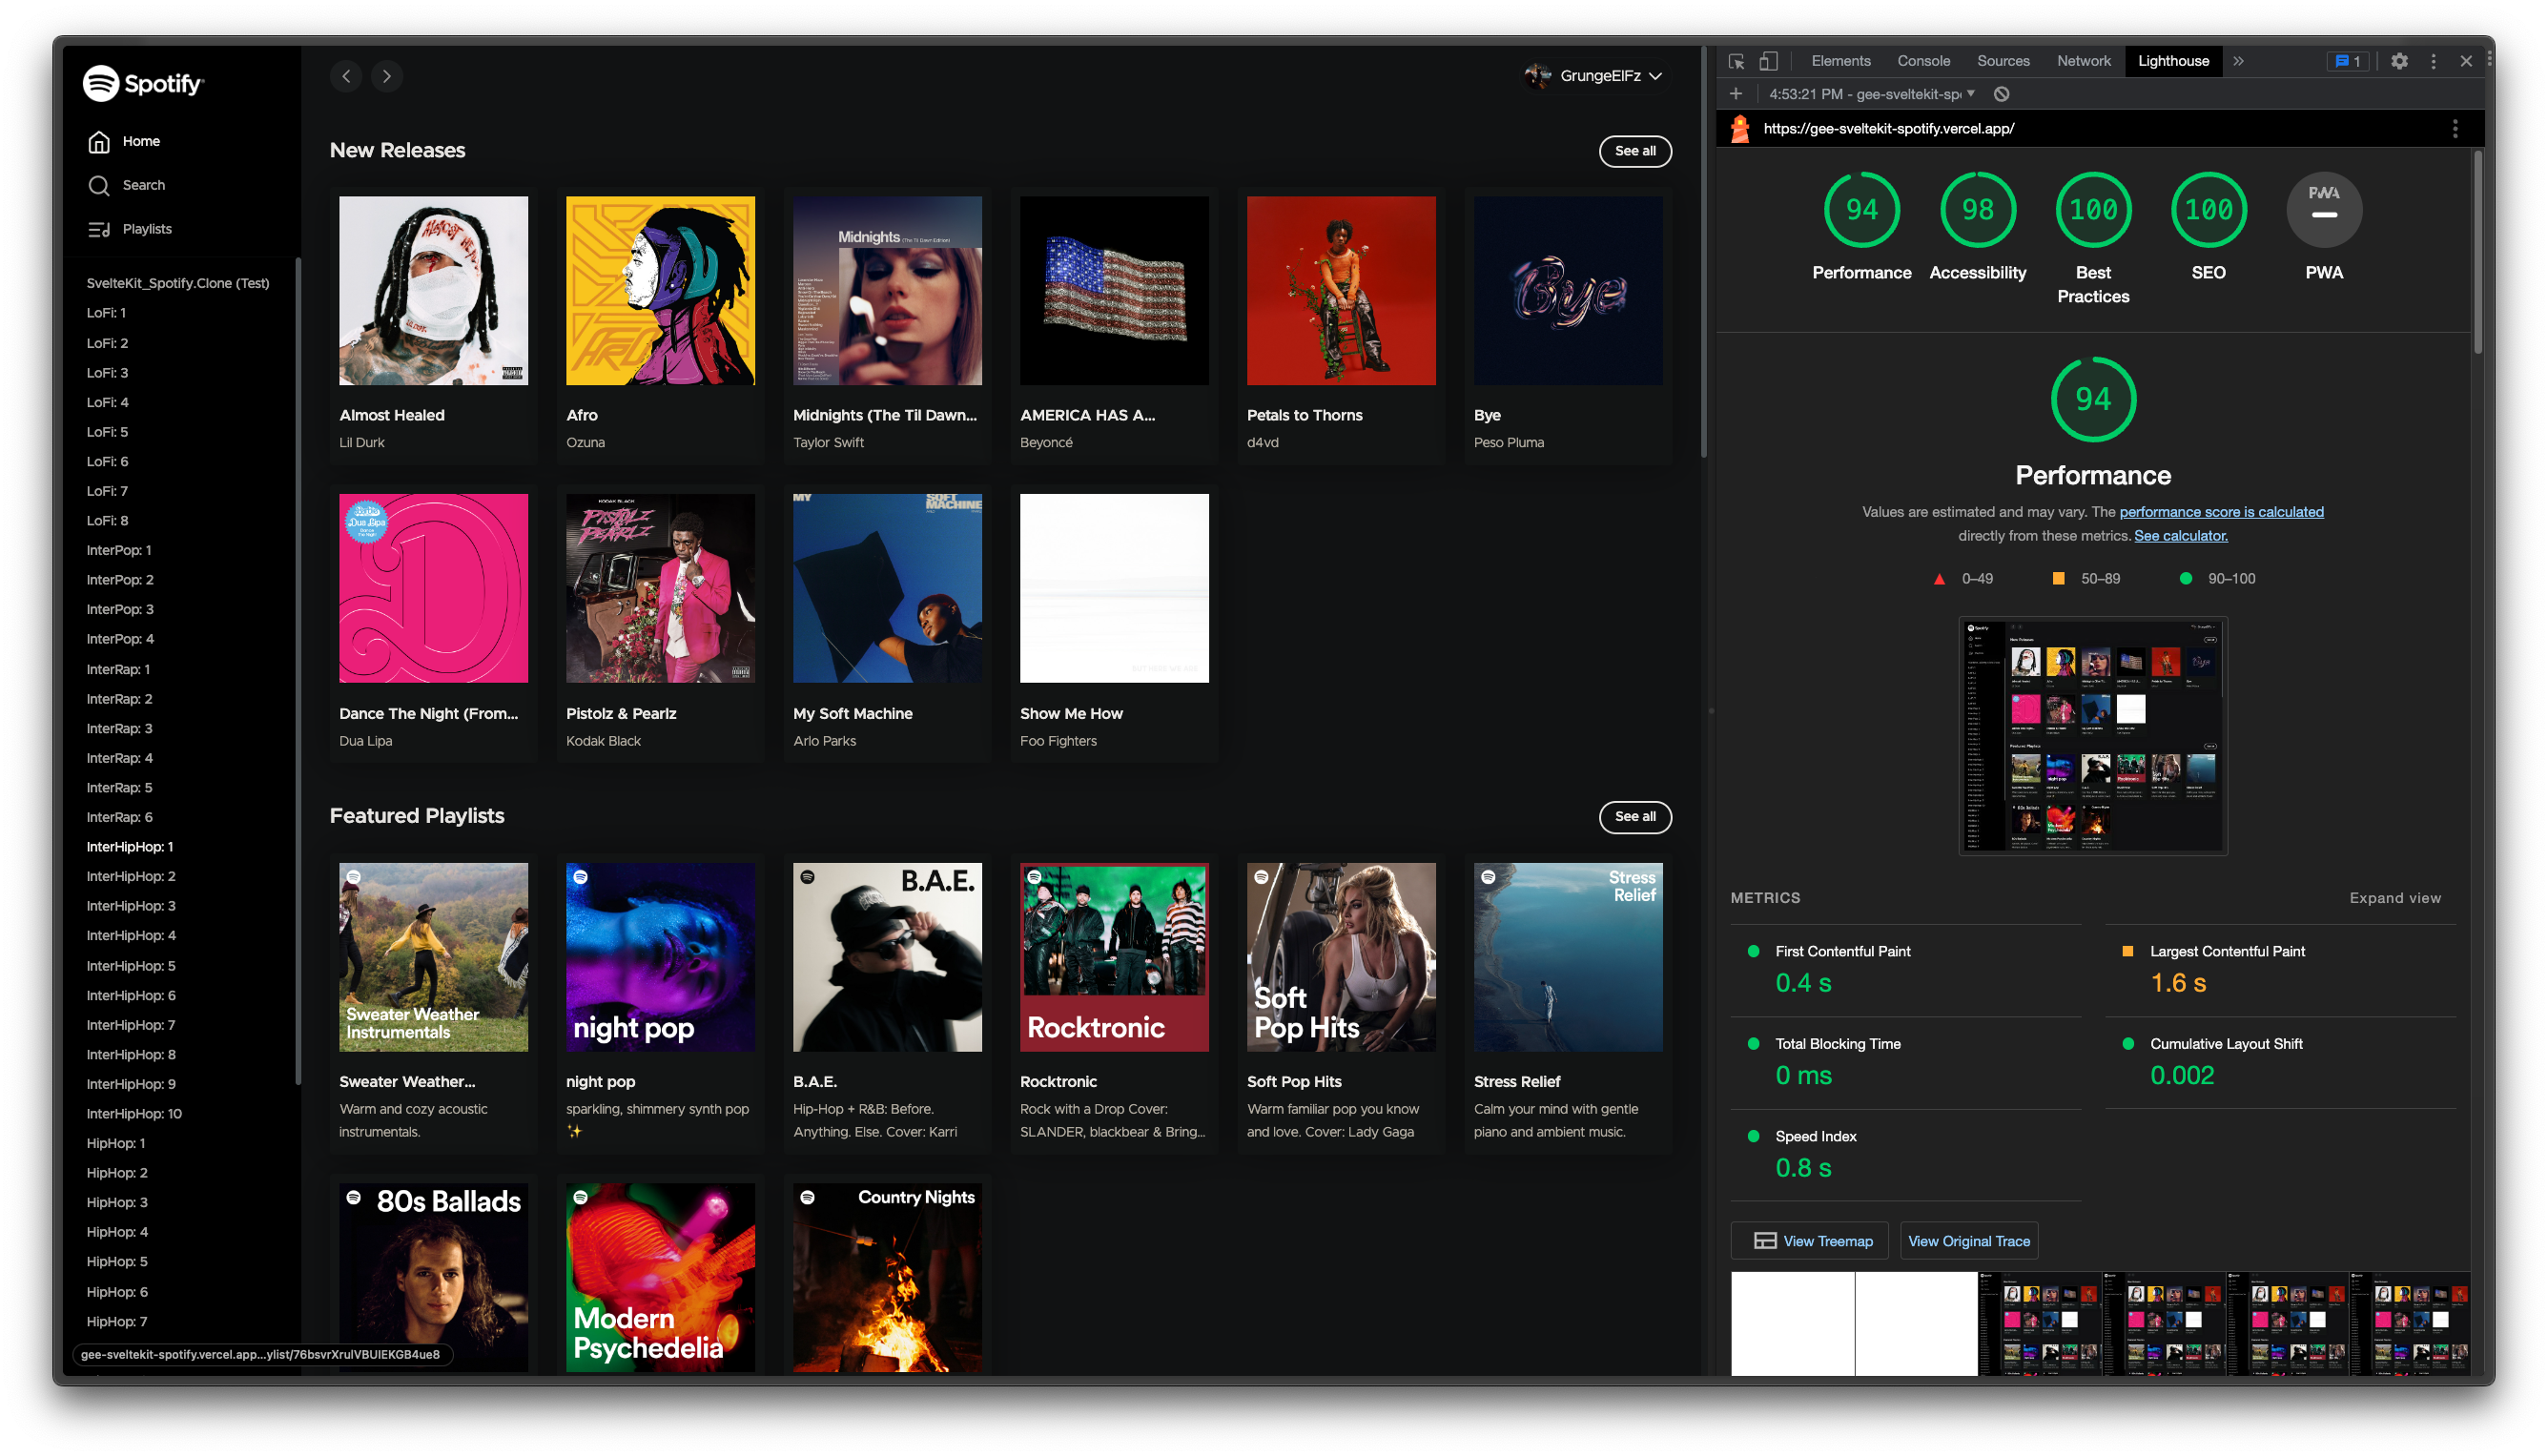 Spotify
Home
Search
Playlists
SvelteKit_Spotify.Clone (Test)
LoFi: 1
LoFi: 2
LoFi: 3
LoFi: 4
LoFi: 5
LoFi: 6
LoFi: 7
LoFi: 8
InterPop: 1
InterPop: 2
InterPop: 3
InterPop: 4
InterRap: 1
InterRap: 2
InterRap: 3
InterRap: 4
InterRap: 5
InterRap: 6
InterHipHop: 1
InterHipHop: 2
InterHipHop: 3
InterHipHop: 4
InterHipHop: 5
InterHipHop: 6
InterHipHop: 7
InterHipHop: 8
InterHipHop: 9
InterHipHop: 10
HipHop: 1
HipHop: 2
HipHop: 3
HipHop: 4
HipHop: 5
HipHop: 6
HipHop: 7
gee-sveltekit-spotify.vercel.app...ylist/76bsvrXrulVBUIEKGB4ue8
GrungeElFz
New Releases
See all
Midnights (The Til Dawn Edition)
Bye
Almost Healed
Lil Durk
Afro
Ozuna
Midnights (The Til Dawn...
Taylor Swift
AMERICA HAS A...
Beyoncé
Petals to Thorns
d4vd
Bye
Peso Pluma
Dua Lipa
KODAK BLACK
PISTOLZ & PEARLZ
MY SOFT MACHINE
BUT HERE WE ARE
Dance The Night (From...
Dua Lipa
Pistolz & Pearlz
Kodak Black
My Soft Machine
Arlo Parks
Show Me How
Foo Fighters
Featured Playlists
See all
Sweater Weather
Instrumentals
night pop
B.A.E.
Rocktronic
Soft
Pop Hits
Stress
Relief
Sweater Weather...
Warm and cozy acoustic
instrumentals.
night pop
sparkling, shimmery synth pop
✨
B.A.E.
Hip-Hop + R&B: Before.
Anything. Else. Cover: Karri
Rocktronic
Rock with a Drop Cover:
SLANDER, blackbear & Bring...
Soft Pop Hits
Warm familiar pop you know
and love. Cover: Lady Gaga
Stress Relief
Calm your mind with gentle
piano and ambient music.
80s Ballads
Modern
Psychedelia
Country Nights
Elements
Console
Sources
Network
Lighthouse
1
4:53:21 PM - gee-sveltekit-sp
https://gee-sveltekit-spotify.vercel.app/
94
Performance
98
Accessibility
100
Best
Practices
100
SEO
PWA
PWA
94
Performance
Values are estimated and may vary. The performance score is calculated
directly from these metrics. See calculator.
0–49
50–89
90–100
METRICS
Expand view
First Contentful Paint
0.4 s
Largest Contentful Paint
1.6 s
Total Blocking Time
0 ms
Cumulative Layout Shift
0.002
Speed Index
0.8 s
View Treemap
View Original Trace